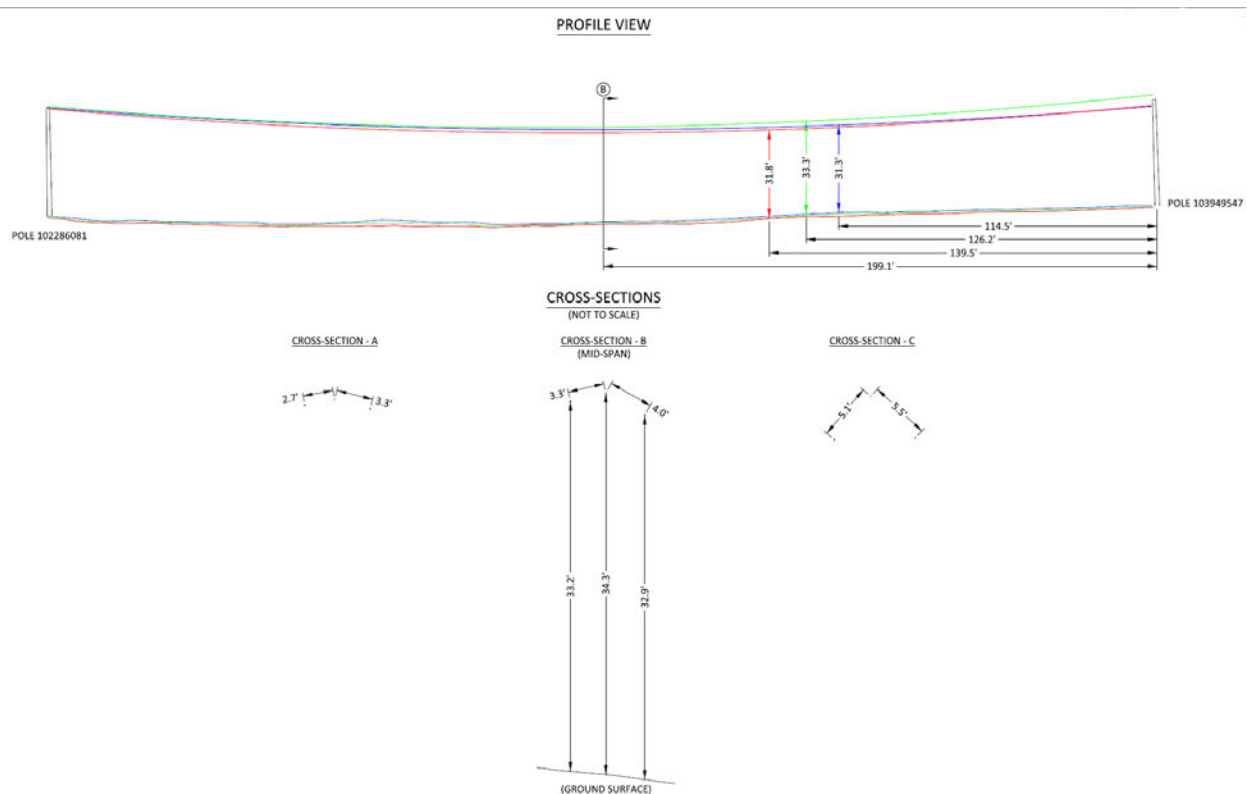 PROFILE VIEW
B
31.8'
33.3'
31.3'
POLE 102286081
POLE 103949547
114.5'
126.2'
139.5'
199.1'
CROSS-SECTIONS
(NOT TO SCALE)
CROSS-SECTION - A
CROSS-SECTION - B
(MID-SPAN)
CROSS-SECTION - C
2.7'
3.3'
3.3'
4.0'
5.1'
5.5'
33.2'
34.3'
32.9'
(GROUND SURFACE)